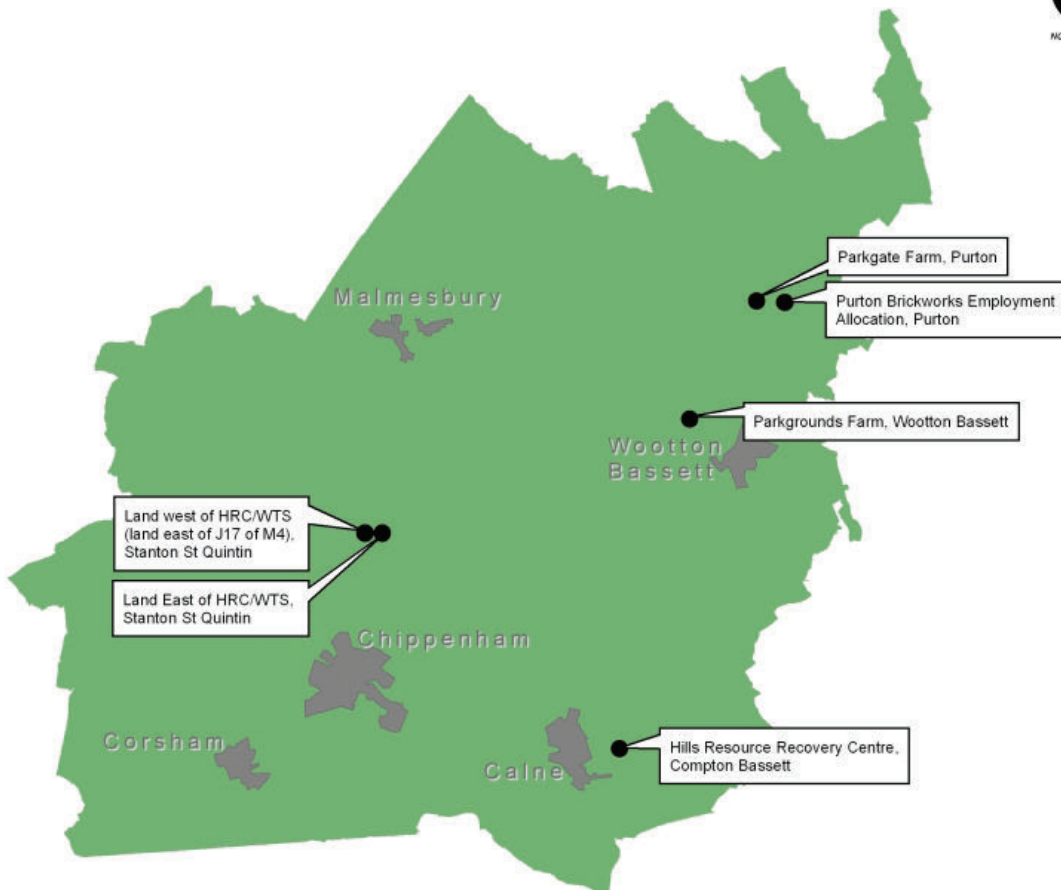 Parkgate Farm, Purton
Malmesbury
Purton Brickworks Employment
Allocation, Purton
Parkgrounds Farm, Wootton Bassett
Wootton
Bassett
Land west of HRC/WTS
(land east of J17 of M4),
Stanton St Quintin
Land East of HRC/WTS,
Stanton St Quintin
Chippenham
Corsham
Hills Resource Recovery Centre,
Compton Bassett
Calne